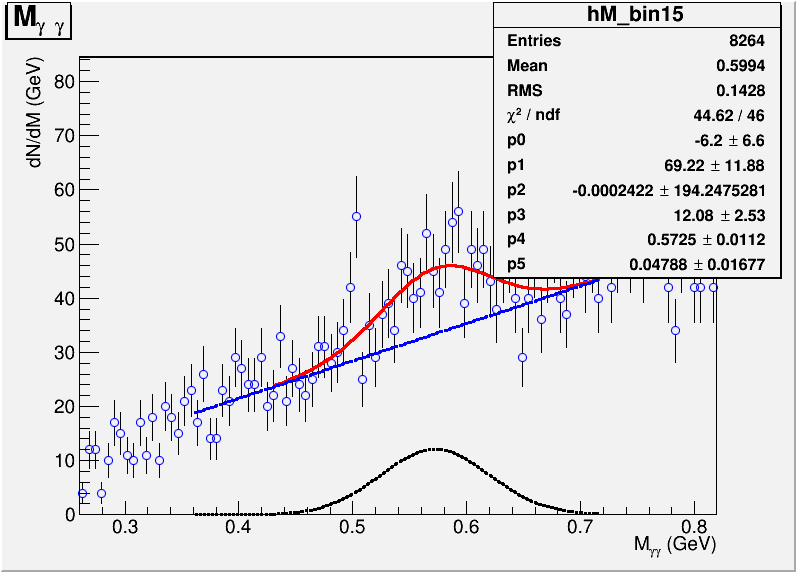 Mγ γ
hM_bin15
Entries 8264
Mean 0.5994
RMS 0.1428
χ² / ndf 44.62 / 46
p0 -6.2 ± 6.6
p1 69.22 ± 11.88
p2 -0.0002422 ± 194.2475281
p3 12.08 ± 2.53
p4 0.5725 ± 0.0112
p5 0.04788 ± 0.01677
dN/dM (GeV)
80
70
60
50
40
30
20
10
0
0.3 0.4 0.5 0.6 0.7 0.8
Mγγ (GeV)